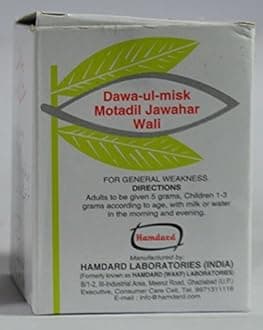 Dawa-ul-misk
Motadil Jawahar
Wali
FOR GENERAL WEAKNESS
DIRECTIONS
Adults to be given 5 grams, Children 1-3
grams according to age, with milk or water
in the morning and evening.
Hamdard
Manufactured by:
HAMDARD LABORATORIES (INDIA)
(Formerly known as HAMDARD (WAKF) LABORATORIES)
B/1-2, III-Industrial Area, Meerut Road, Ghaziabad (U.P.)
Executive, Consumer Care Cell, Tel. 9971311116
E-mail : info@hamdard.com